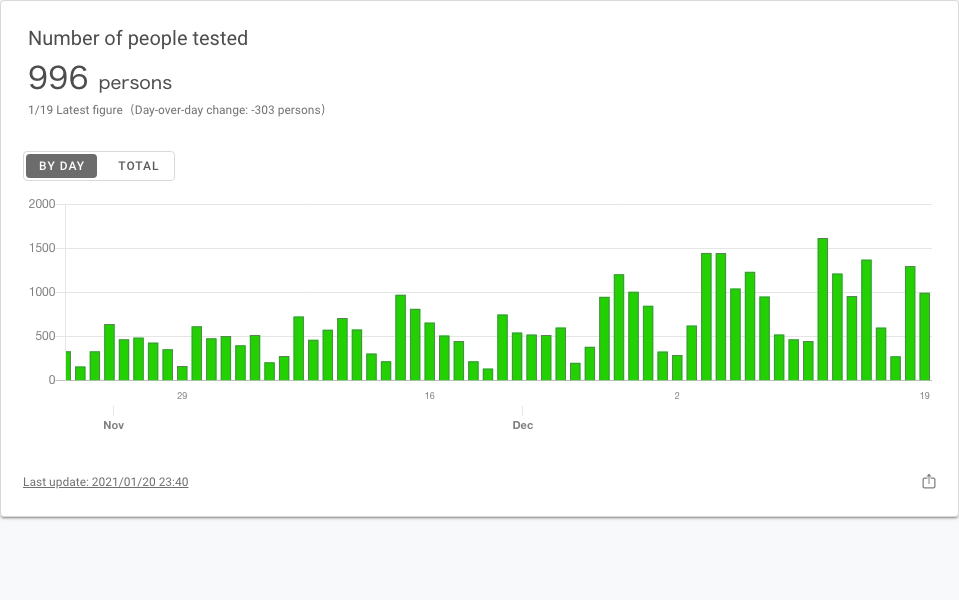 Number of people tested
996 persons
1/19 Latest figure（Day-over-day change: -303 persons）
BY DAY TOTAL
2000
1500
1000
500
0
29 16 2 19
Nov Dec
Last update: 2021/01/20 23:40